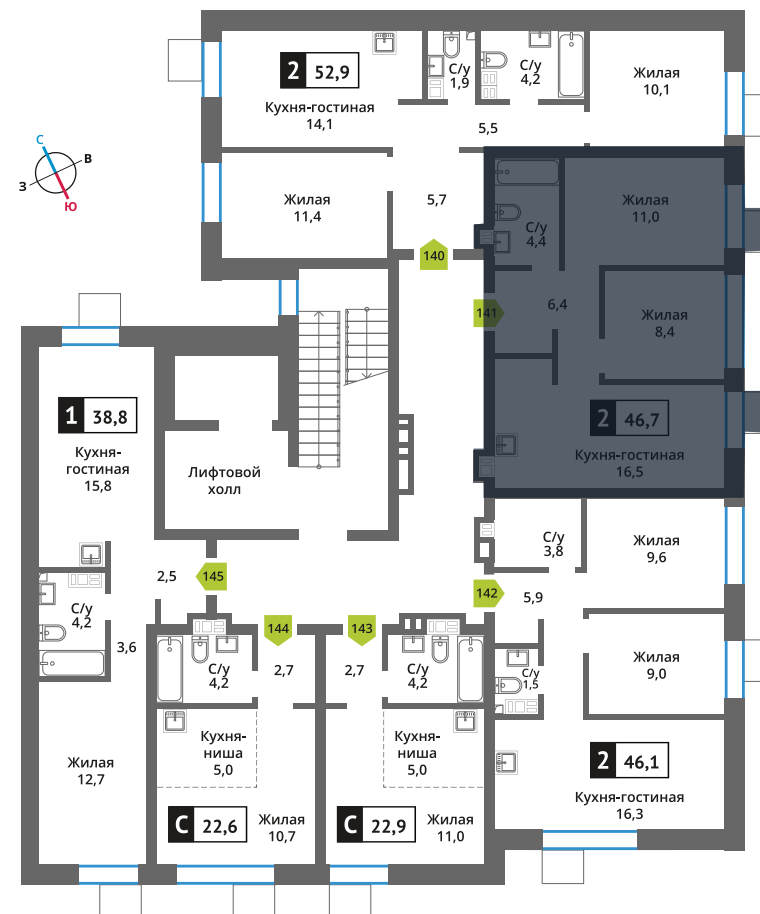 2 52,9
Кухня-гостиная
14,1
С/у
1,9
С/у
4,2
Жилая
10,1
5,5
Жилая
11,4
5,7
140
С
В
З
Ю
С/у
4,4
Жилая
11,0
141
6,4
Жилая
8,4
2 46,7
Кухня-гостиная
16,5
1 38,8
Кухня-
гостиная
15,8
Лифтовой
холл
С/у
3,8
Жилая
9,6
2,5
145
142
5,9
С/у
4,2
3,6
144
143
С/у
4,2
2,7
2,7
С/у
4,2
С/у
1,5
Жилая
9,0
Кухня-
ниша
5,0
Кухня-
ниша
5,0
Жилая
12,7
2 46,1
Кухня-гостиная
16,3
С 22,6
Жилая
10,7
С 22,9
Жилая
11,0